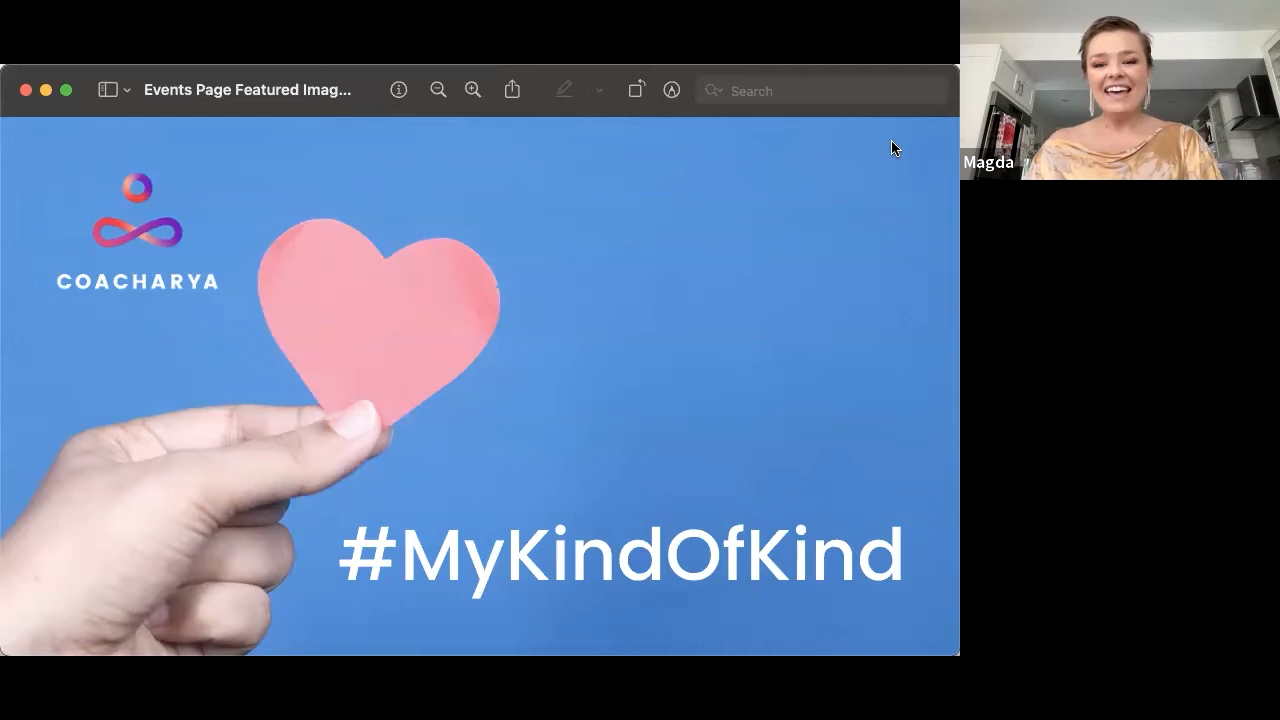 Events Page Featured Imag...
Search
Magda
COACHARYA
#MyKindOfKind